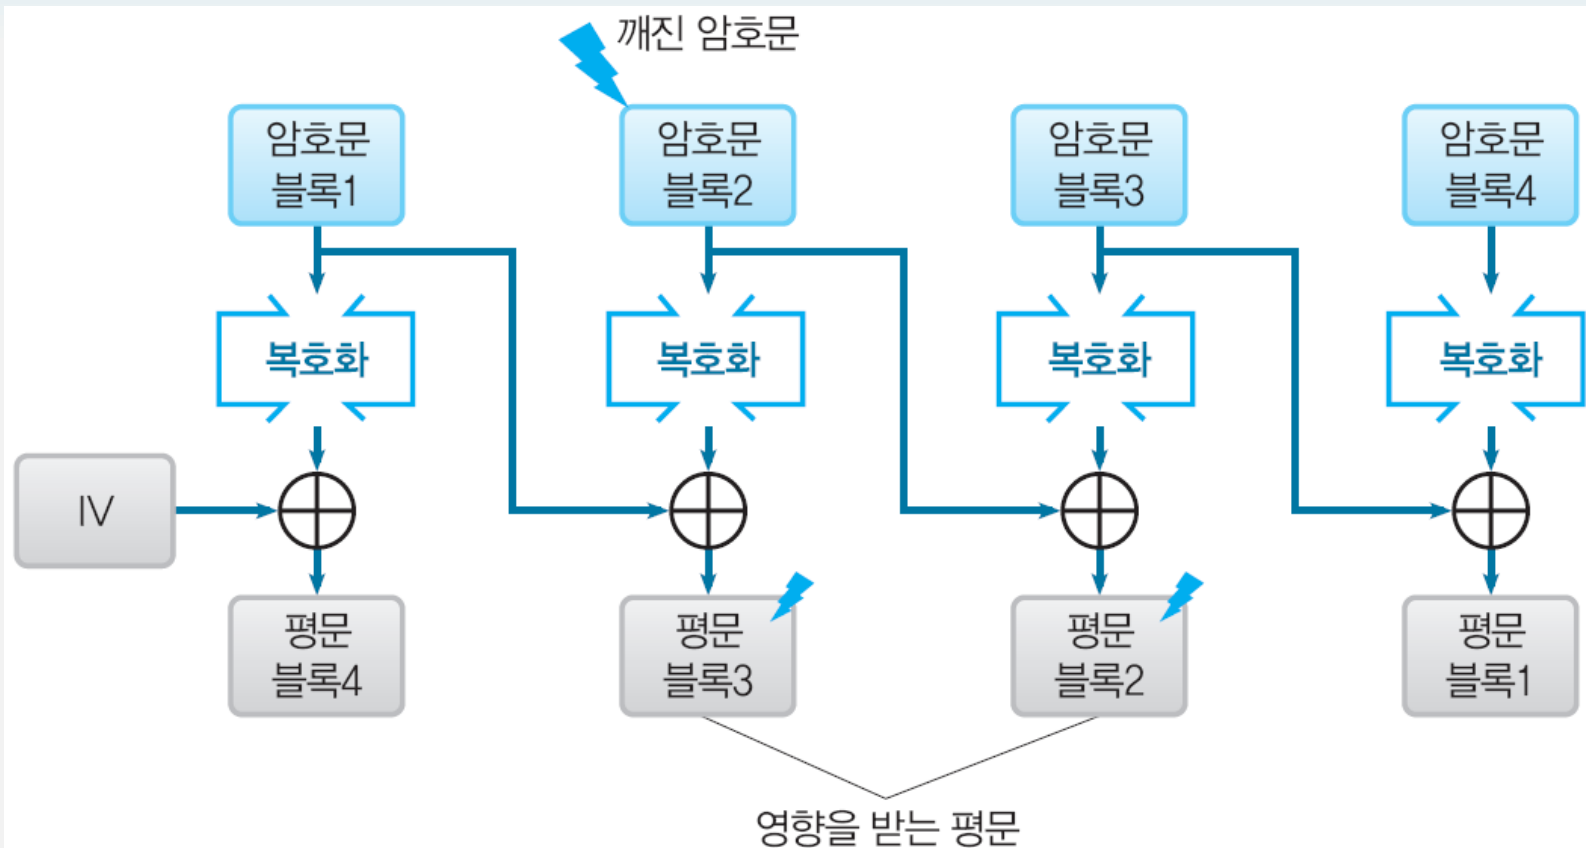 깨진 암호문
암호문
블록1
암호문
블록2
암호문
블록3
암호문
블록4
복호화
복호화
복호화
복호화
IV
평문
블록4
평문
블록3
평문
블록2
평문
블록1
영향을 받는 평문